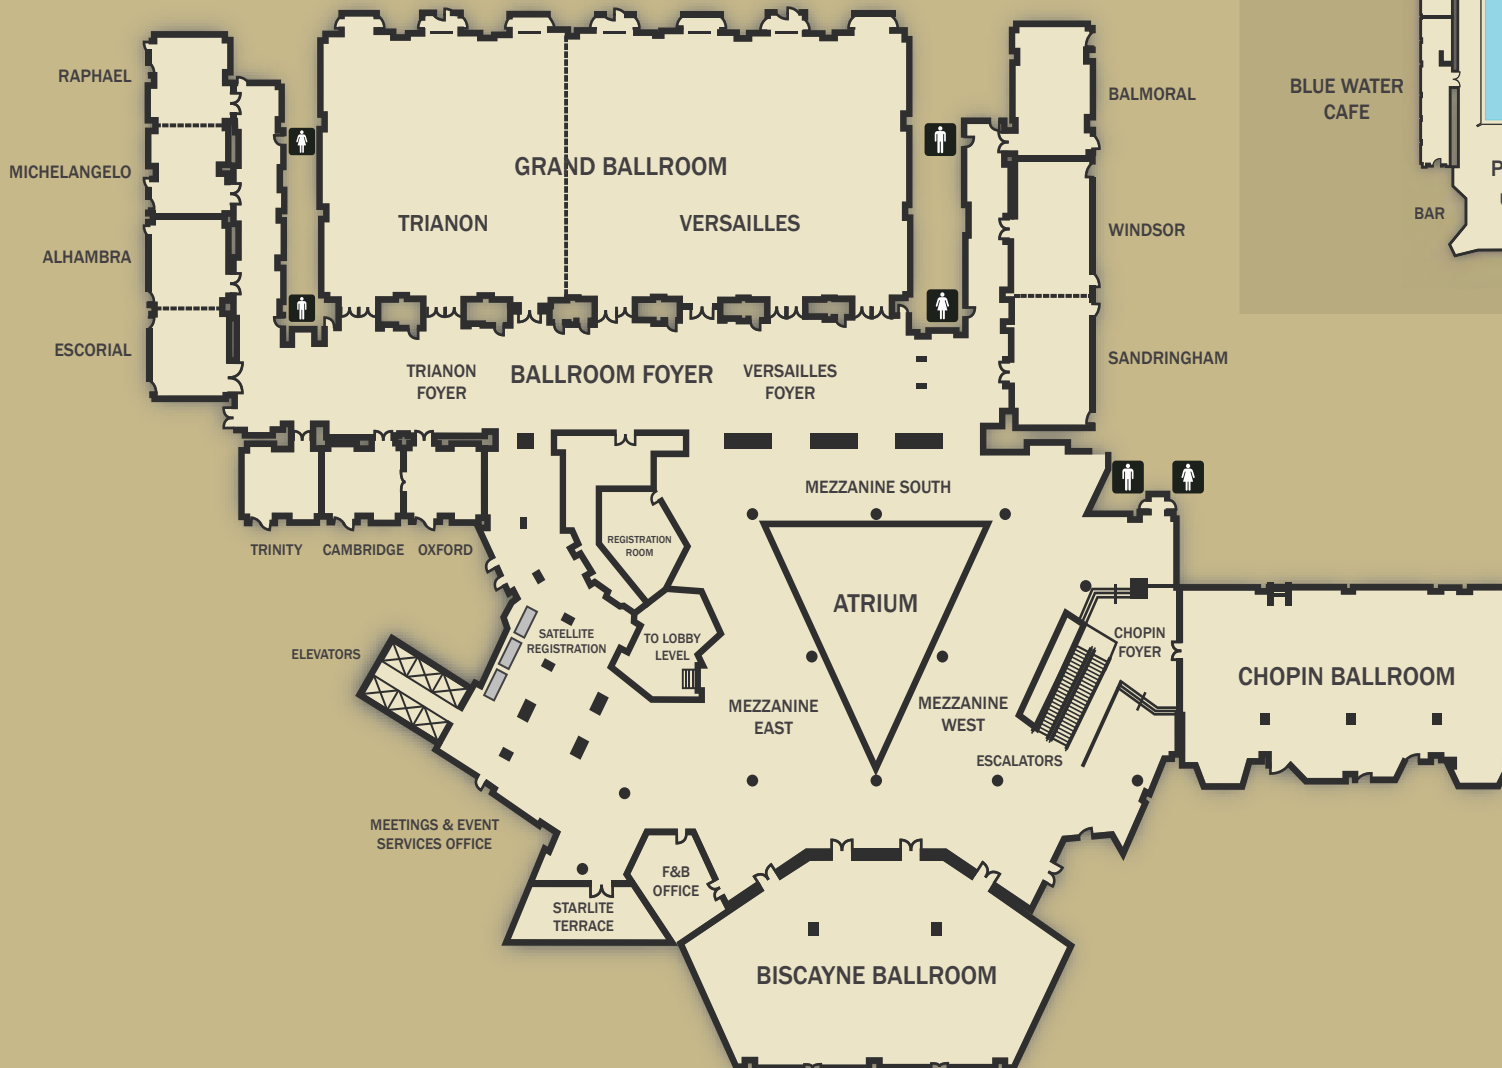 RAPHAEL
MICHELANGELO
ALHAMBRA
ESCORIAL
GRAND BALLROOM
TRIANON
VERSAILLES
BALMORAL
WINDSOR
SANDRINGHAM
BLUE WATER
CAFE
BAR
P
TRIANON
FOYER
BALLROOM FOYER
VERSAILLES
FOYER
MEZZANINE SOUTH
TRINITY
CAMBRIDGE
OXFORD
REGISTRATION
ROOM
ATRIUM
SATELLITE
REGISTRATION
TO LOBBY
LEVEL
ELEVATORS
CHOPIN
FOYER
CHOPIN BALLROOM
MEZZANINE
EAST
MEZZANINE
WEST
ESCALATORS
MEETINGS & EVENT
SERVICES OFFICE
F&B
OFFICE
STARLITE
TERRACE
BISCAYNE BALLROOM